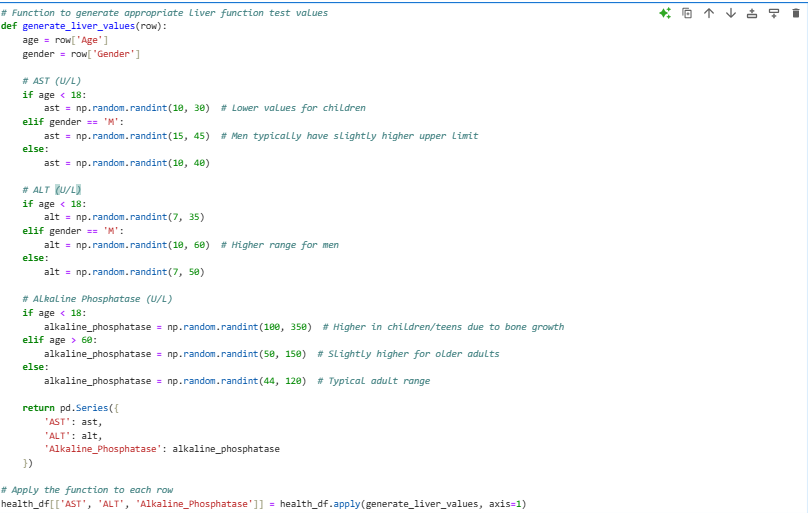 # Function to generate appropriate liver function test values
def generate_liver_values(row):
    age = row['Age']
    gender = row['Gender']

    # AST (U/L)
    if age < 18:
        ast = np.random.randint(10, 30)  # Lower values for children
    elif gender == 'M':
        ast = np.random.randint(15, 45)  # Men typically have slightly higher upper limit
    else:
        ast = np.random.randint(10, 40)

    # ALT (U/L)
    if age < 18:
        alt = np.random.randint(7, 35)
    elif gender == 'M':
        alt = np.random.randint(10, 60)  # Higher range for men
    else:
        alt = np.random.randint(7, 50)

    # Alkaline Phosphatase (U/L)
    if age < 18:
        alkaline_phosphatase = np.random.randint(100, 350)  # Higher in children/teens due to bone growth
    elif age > 60:
        alkaline_phosphatase = np.random.randint(50, 150)  # Slightly higher for older adults
    else:
        alkaline_phosphatase = np.random.randint(44, 120)  # Typical adult range

    return pd.Series({
        'AST': ast,
        'ALT': alt,
        'Alkaline_Phosphatase': alkaline_phosphatase
    })

# Apply the function to each row
health_df[['AST', 'ALT', 'Alkaline_Phosphatase']] = health_df.apply(generate_liver_values, axis=1)